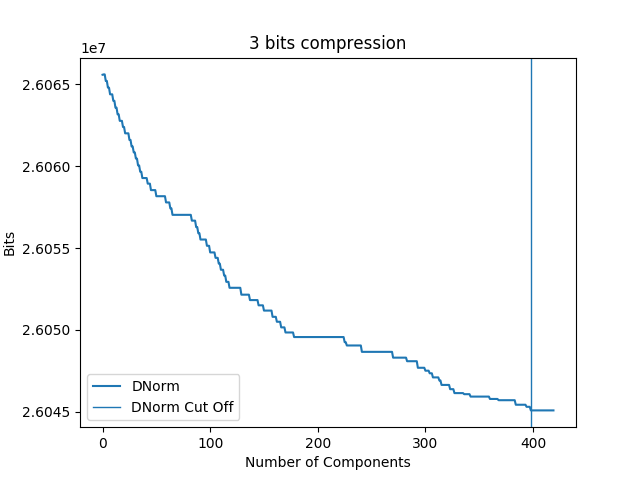 3 bits compression
1e7
2.6065
2.6060
2.6055
2.6050
2.6045
Bits
DNorm
DNorm Cut Off
0 100 200 300 400
Number of Components